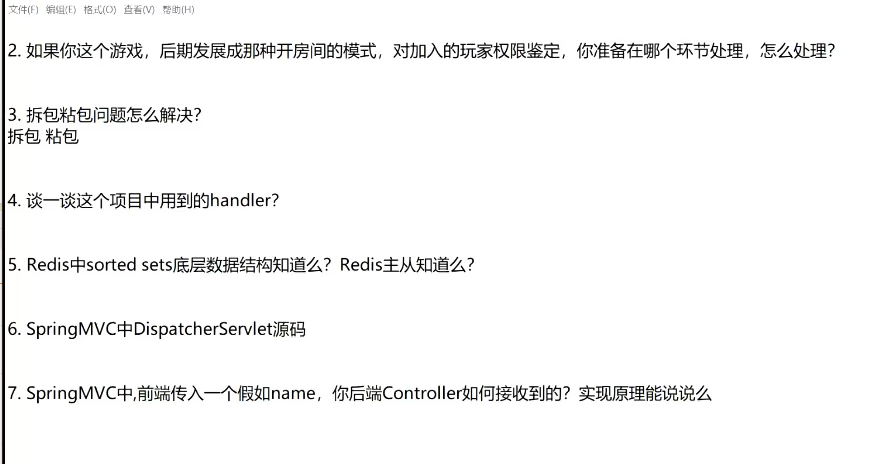 文件(F) 编辑(E) 格式(O) 查看(V) 帮助(H)
2. 如果你这个游戏，后期发展成那种开房间的模式，对加入的玩家权限鉴定，你准备在哪个环节处理，怎么处理？
3. 拆包粘包问题怎么解决？
拆包 粘包
4. 谈一谈这个项目中用到的handler？
5. Redis中sorted sets底层数据结构知道么？Redis主从知道么？
6. SpringMVC中DispatcherServlet源码
7. SpringMVC中,前端传入一个假如name，你后端Controller如何接收到的？实现原理能说说么